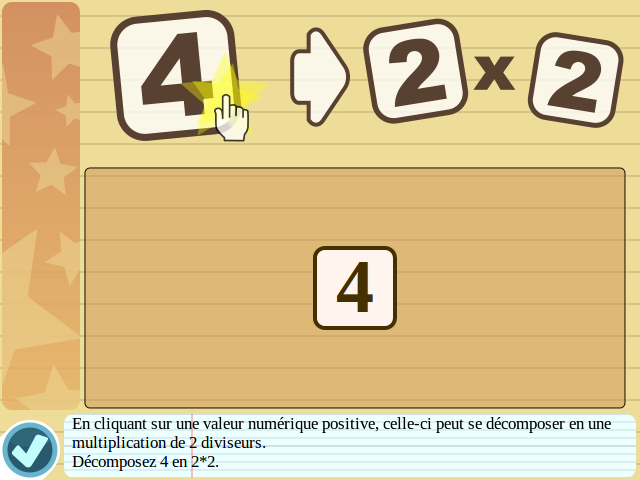 4 2 x 2
4
En cliquant sur une valeur numérique positive, celle-ci peut se décomposer en une
multiplication de 2 diviseurs.
Décomposez 4 en 2*2.